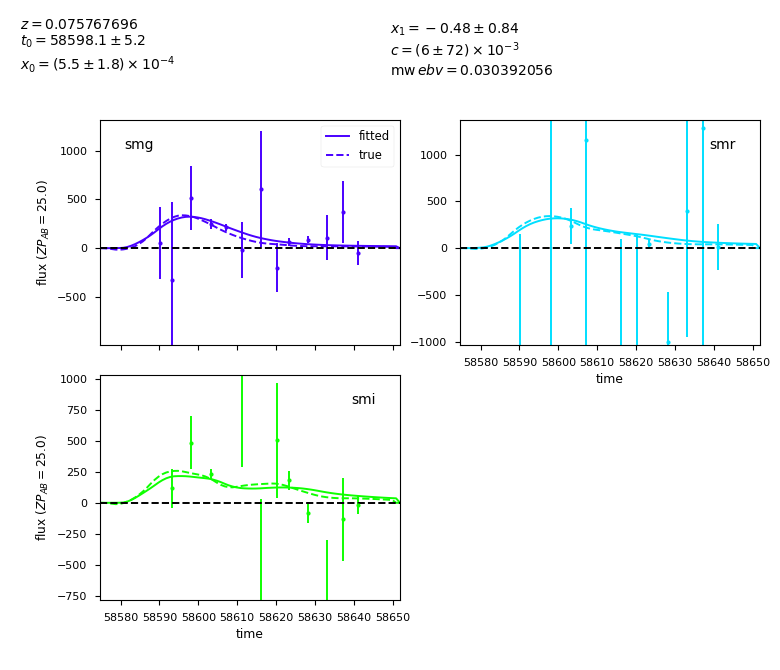 z = 0.075767696
t₀ = 58598.1 ± 5.2
x₀ = (5.5 ± 1.8) × 10⁻⁴
x₁ = −0.48 ± 0.84
c = (6 ± 72) × 10⁻³
mw ebv = 0.030392056
smg
fitted
true
1000
500
0
−500
flux (ZP_AB = 25.0)
smr
1000
500
0
−500
−1000
58580 58590 58600 58610 58620 58630 58640 58650
time
smi
1000
750
500
250
0
−250
−500
−750
flux (ZP_AB = 25.0)
58580 58590 58600 58610 58620 58630 58640 58650
time